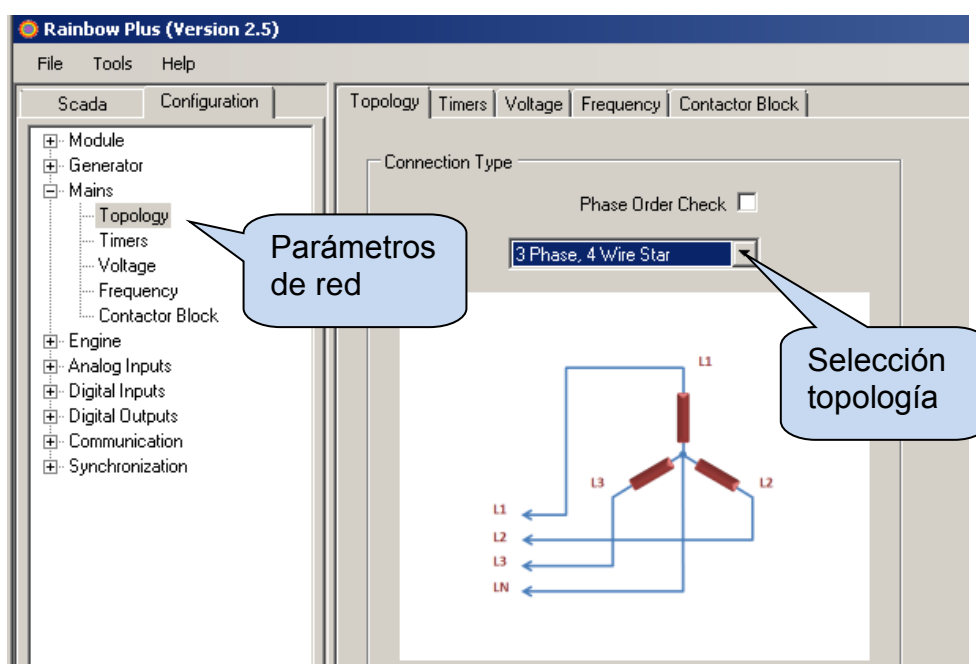 Rainbow Plus (Version 2.5)
File Tools Help
Scada Configuration
Module
Generator
Mains
Topology
Timers
Voltage
Frequency
Contactor Block
Engine
Analog Inputs
Digital Inputs
Digital Outputs
Communication
Synchronization
Parámetros
de red
Topology Timers Voltage Frequency Contactor Block
Connection Type
Phase Order Check
3 Phase, 4 Wire Star
Selección
topología
L1
L3
L2
L1
L2
L3
LN